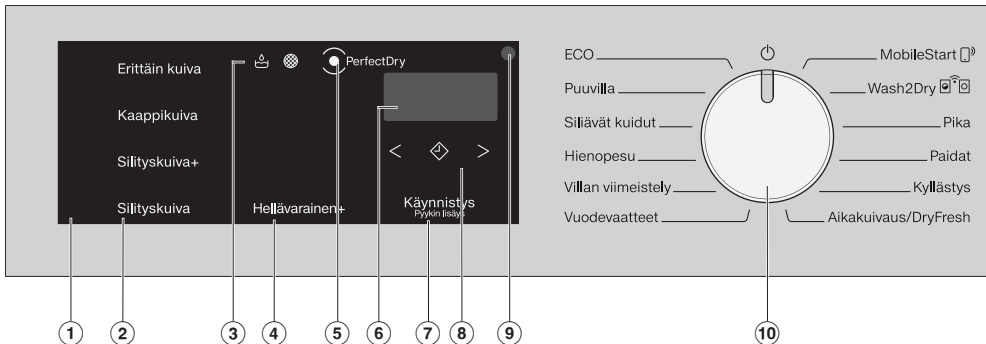 Erittäin kuiva
Kaappikuiva
Silityskuiva+
Silityskuiva
PerfectDry
Hellävarainen+
Käynnistys
Pyykin lisäys
ECO
Puuvilla
Siliävät kuidut
Hienopesu
Villan viimeistely
Vuodevaatteet
MobileStart
Wash2Dry
Pika
Paidat
Kyllästys
Aikakuivaus/DryFresh
1 2 3 4 5 6 7 8 9 10